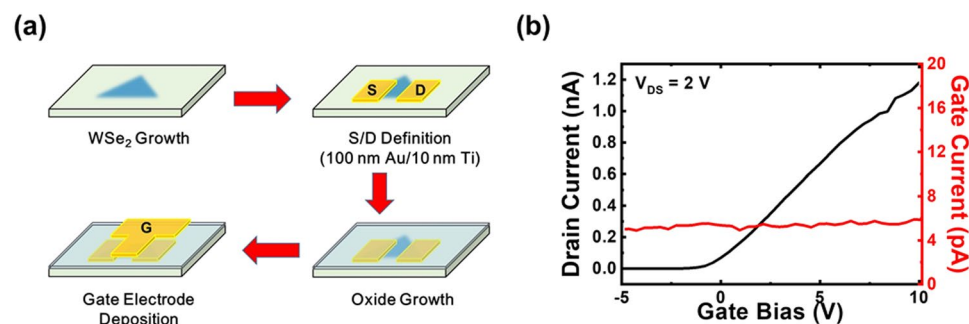 (a)
WSe₂ Growth
S D
S/D Definition
(100 nm Au/10 nm Ti)
G
Gate Electrode
Deposition
Oxide Growth
(b)
V_DS = 2 V
Drain Current (nA)
1.2
1.0
0.8
0.6
0.4
0.2
0.0
-5 0 5 10
Gate Bias (V)
20
16
12
8
4
0
Gate Current (pA)